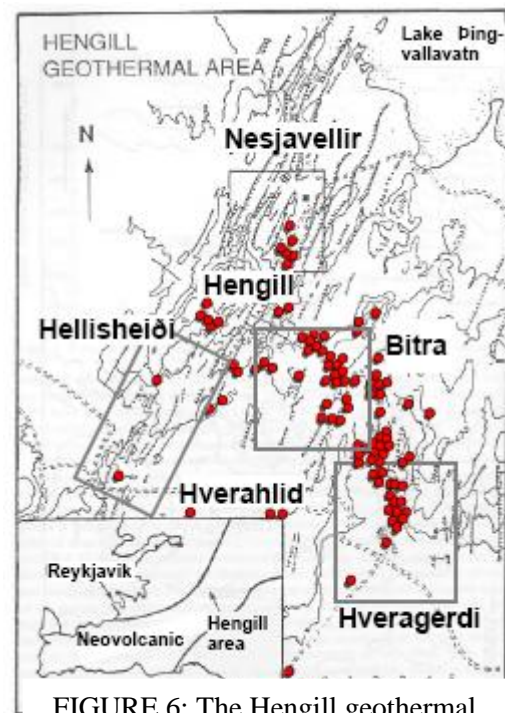 HENGILL
GEOTHERMAL AREA
Lake Þing-
vallavatn
N
Nesjavellir
Hengill
Hellisheiði
Bitra
Hverahlid
Reykjavik
Neovolcanic
Hengill
area
Hveragerdi
FIGURE 6: The Hengill geothermal